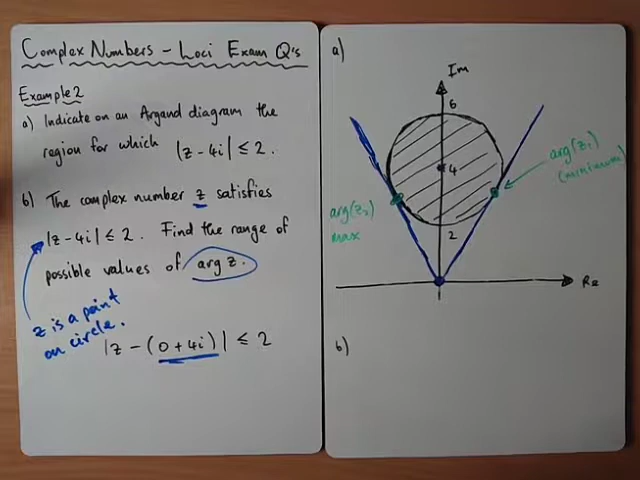 Complex Numbers - Loci Exam Q's
Example 2
a) Indicate on an Argand diagram the
region for which |z - 4i| ≤ 2.
b) The complex number z satisfies
|z - 4i| ≤ 2. Find the range of
possible values of arg z.
z is a point
on circle.
|z - (0 + 4i)| ≤ 2
a)
Im
6
4
2
Re
arg(z₁)
(minimum)
arg(z₂)
max
b)